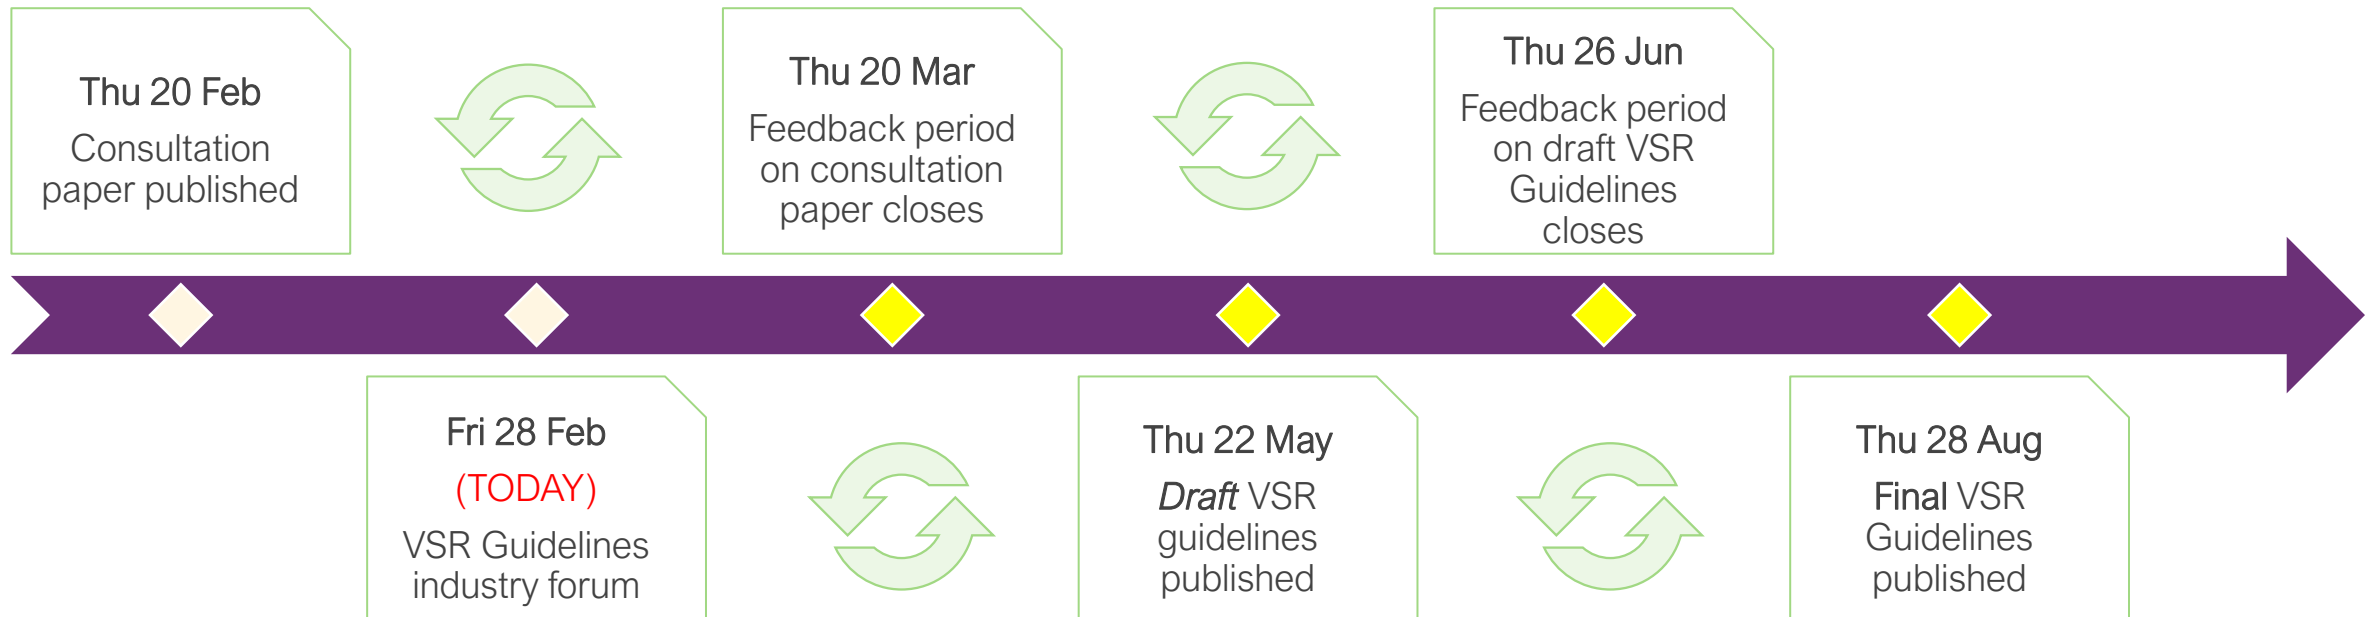 Thu 20 Feb
Consultation
paper published
Fri 28 Feb
(TODAY)
VSR Guidelines
industry forum
Thu 20 Mar
Feedback period
on consultation
paper closes
Thu 22 May
Draft VSR
guidelines
published
Thu 26 Jun
Feedback period
on draft VSR
Guidelines
closes
Thu 28 Aug
Final VSR
Guidelines
published